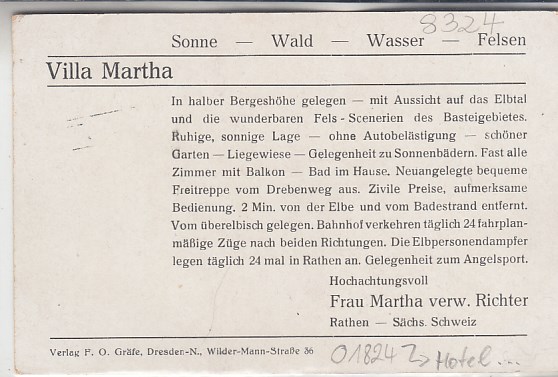 8324
Sonne — Wald — Wasser — Felsen
Villa Martha
In halber Bergeshöhe gelegen — mit Aussicht auf das Elbtal
und die wunderbaren Fels-Scenerien des Basteigebietes.
Ruhige, sonnige Lage — ohne Autobelästigung — schöner
Garten — Liegewiese — Gelegenheit zu Sonnenbädern. Fast alle
Zimmer mit Balkon — Bad im Hause. Neuangelegte bequeme
Freitreppe vom Drebenweg aus. Zivile Preise, aufmerksame
Bedienung. 2 Min. von der Elbe und vom Badestrand entfernt.
Vom überelbisch gelegen. Bahnhof verkehren täglich 24 fahrplan-
mäßige Züge nach beiden Richtungen. Die Elbpersonendampfer
legen täglich 24 mal in Rathen an. Gelegenheit zum Angelsport.
Hochachtungsvoll
Frau Martha verw. Richter
Rathen — Sächs. Schweiz
Verlag F. O. Gräfe, Dresden-N., Wilder-Mann-Straße 36
01824 Hotel...